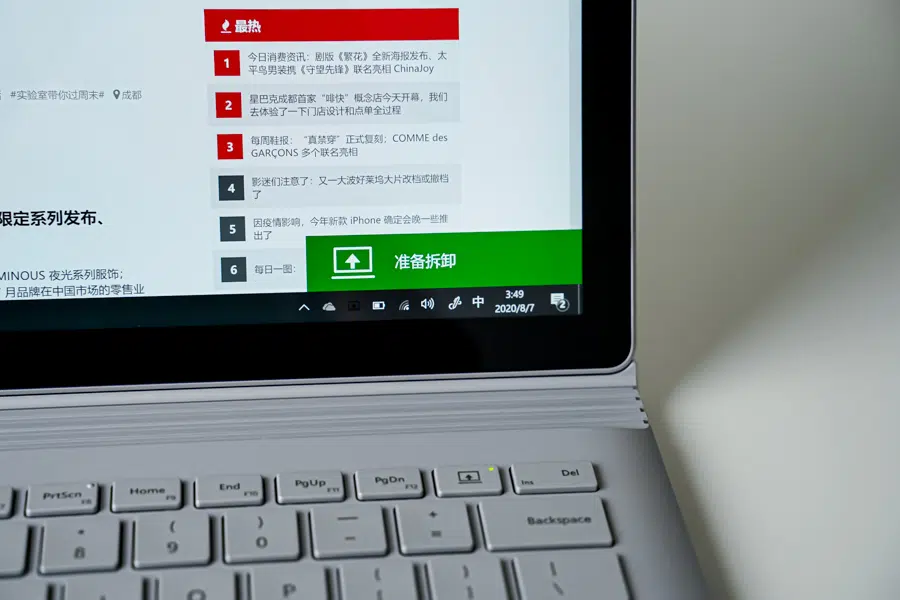 最热
1 今日消费资讯：剧版《繁花》全新海报发布、太
平鸟男装携《守望先锋》联名亮相 ChinaJoy
#实验室带你过周末# 成都
2 星巴克成都首家“啡快”概念店今天开幕，我们
去体验了一下门店设计和点单全过程
3 每周鞋报：“真禁穿”正式复刻；COMME des
GARÇONS 多个联名亮相
4 影迷们注意了：又一大波好莱坞大片改档或撤档
了
限定系列发布、
5 因疫情影响，今年新款 iPhone 确定会晚一些推
出了
6 每日一图：
准备拆卸
MINOUS 夜光系列服饰；
月品牌在中国市场的零售业
中
3:49
2020/8/7
2
PrtScn F8
Home F9
End F10
PgUp F11
PgDn F12
Ins Del
* 8
( 9
) 0
— -
+ =
Backspace
O
P
{
}
|
\